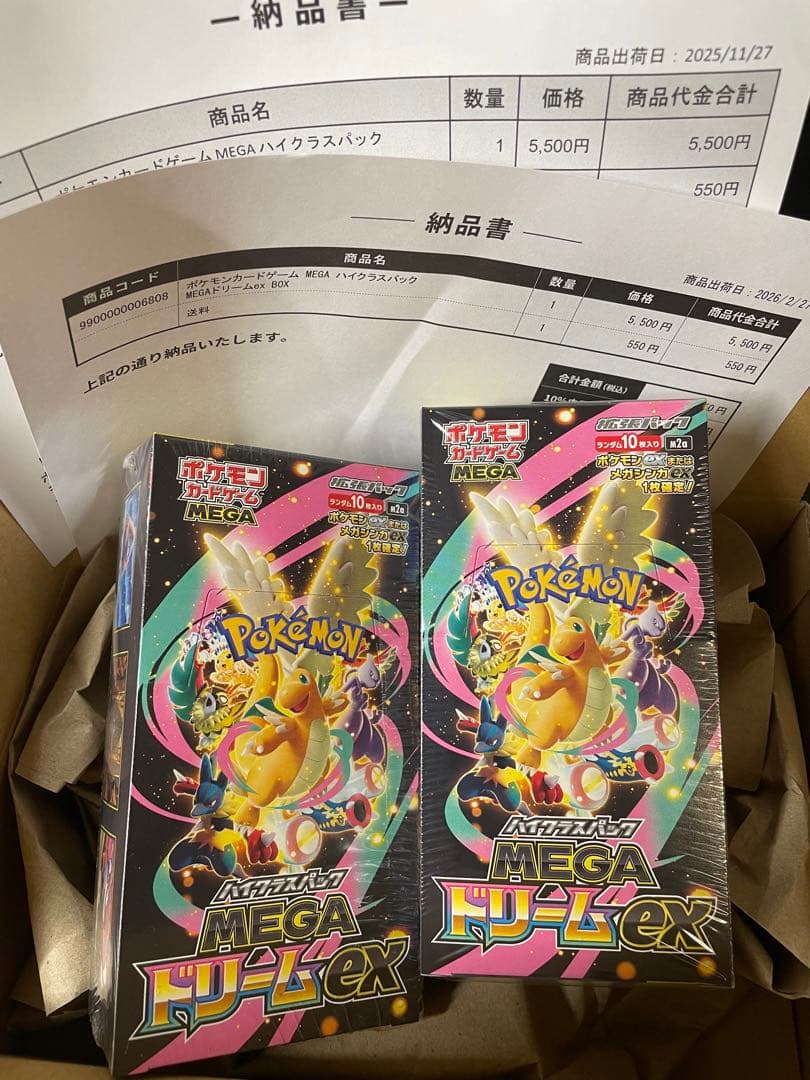 納品書
商品出荷日：2025/11/27
商品名 数量 価格 商品代金合計
ポケモンカードゲーム MEGA ハイクラスパック 1 5,500円 5,500円
550円
納品書
商品出荷日：2026/2/27
商品コード 商品名 数量 価格 商品代金合計
9900000006808 ポケモンカードゲーム MEGA ハイクラスパック 1 5,500円 5,500円
MEGAドリームex BOX
送料 1 550円 550円
上記の通り納品いたします。
合計金額(税込)
10%
ポケモン
カードゲーム
MEGA
拡張パック
ランダム10枚入り m2a
ポケモンexまたは
メガシンカex
1枚確定!
Pokémon
ハイクラスパック
MEGA
ドリームex
ポケモン
カードゲーム
MEGA
拡張パック
ランダム10枚入り m2a
ポケモンexまたは
メガシンカex
1枚確定!
Pokémon
ハイクラスパック
MEGA
ドリームex